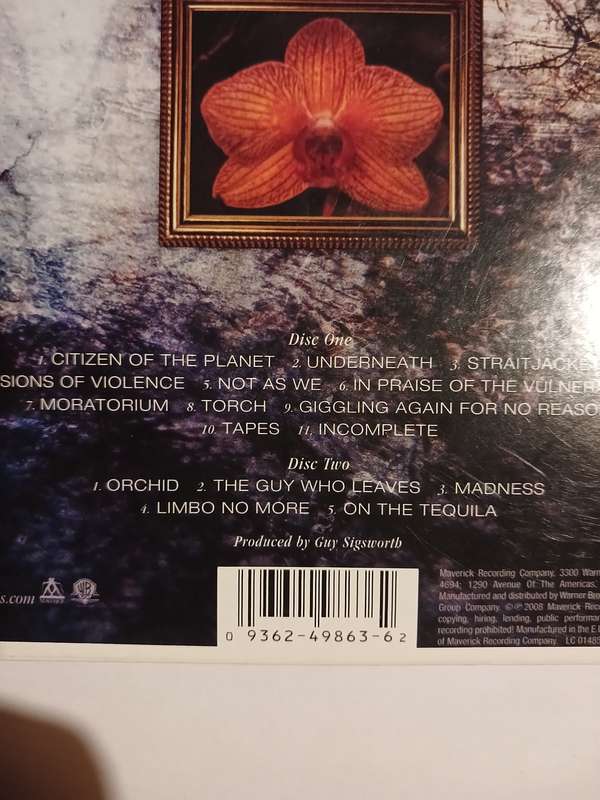 Disc One
1. CITIZEN OF THE PLANET 2. UNDERNEATH 3. STRAITJACKE
SIONS OF VIOLENCE 5. NOT AS WE 6. IN PRAISE OF THE VULNER
7. MORATORIUM 8. TORCH 9. GIGGLING AGAIN FOR NO REASO
10. TAPES 11. INCOMPLETE
Disc Two
1. ORCHID 2. THE GUY WHO LEAVES 3. MADNESS
4. LIMBO NO MORE 5. ON THE TEQUILA
Produced by Guy Sigsworth
s.com
0 9362-49863-6 2
Maverick Recording Company, 3300 Warn
4694; 1290 Avenue Of The Americas,
Manufactured and distributed by Warner Bro
Group Company. ©℗ 2008 Maverick Rec
copying, hiring, lending, public performan
recording prohibited! Manufactured in the E.
of Maverick Recording Company. LC 0148